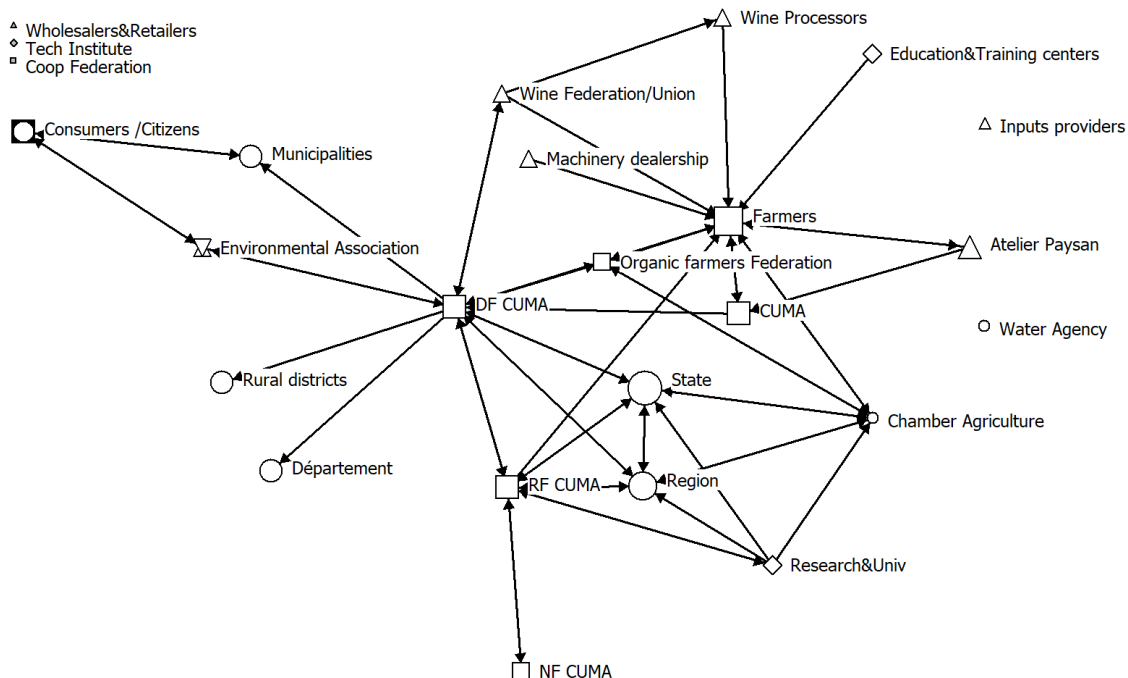 Wholesalers&Retailers
Tech Institute
Coop Federation
Wine Processors
Education&Training centers
Wine Federation/Union
Inputs providers
Consumers /Citizens
Municipalities
Machinery dealership
Farmers
Environmental Association
Atelier Paysan
Organic farmers Federation
DF CUMA
CUMA
Water Agency
Rural districts
State
Chamber Agriculture
Département
RF CUMA
Region
Research&Univ
NF CUMA